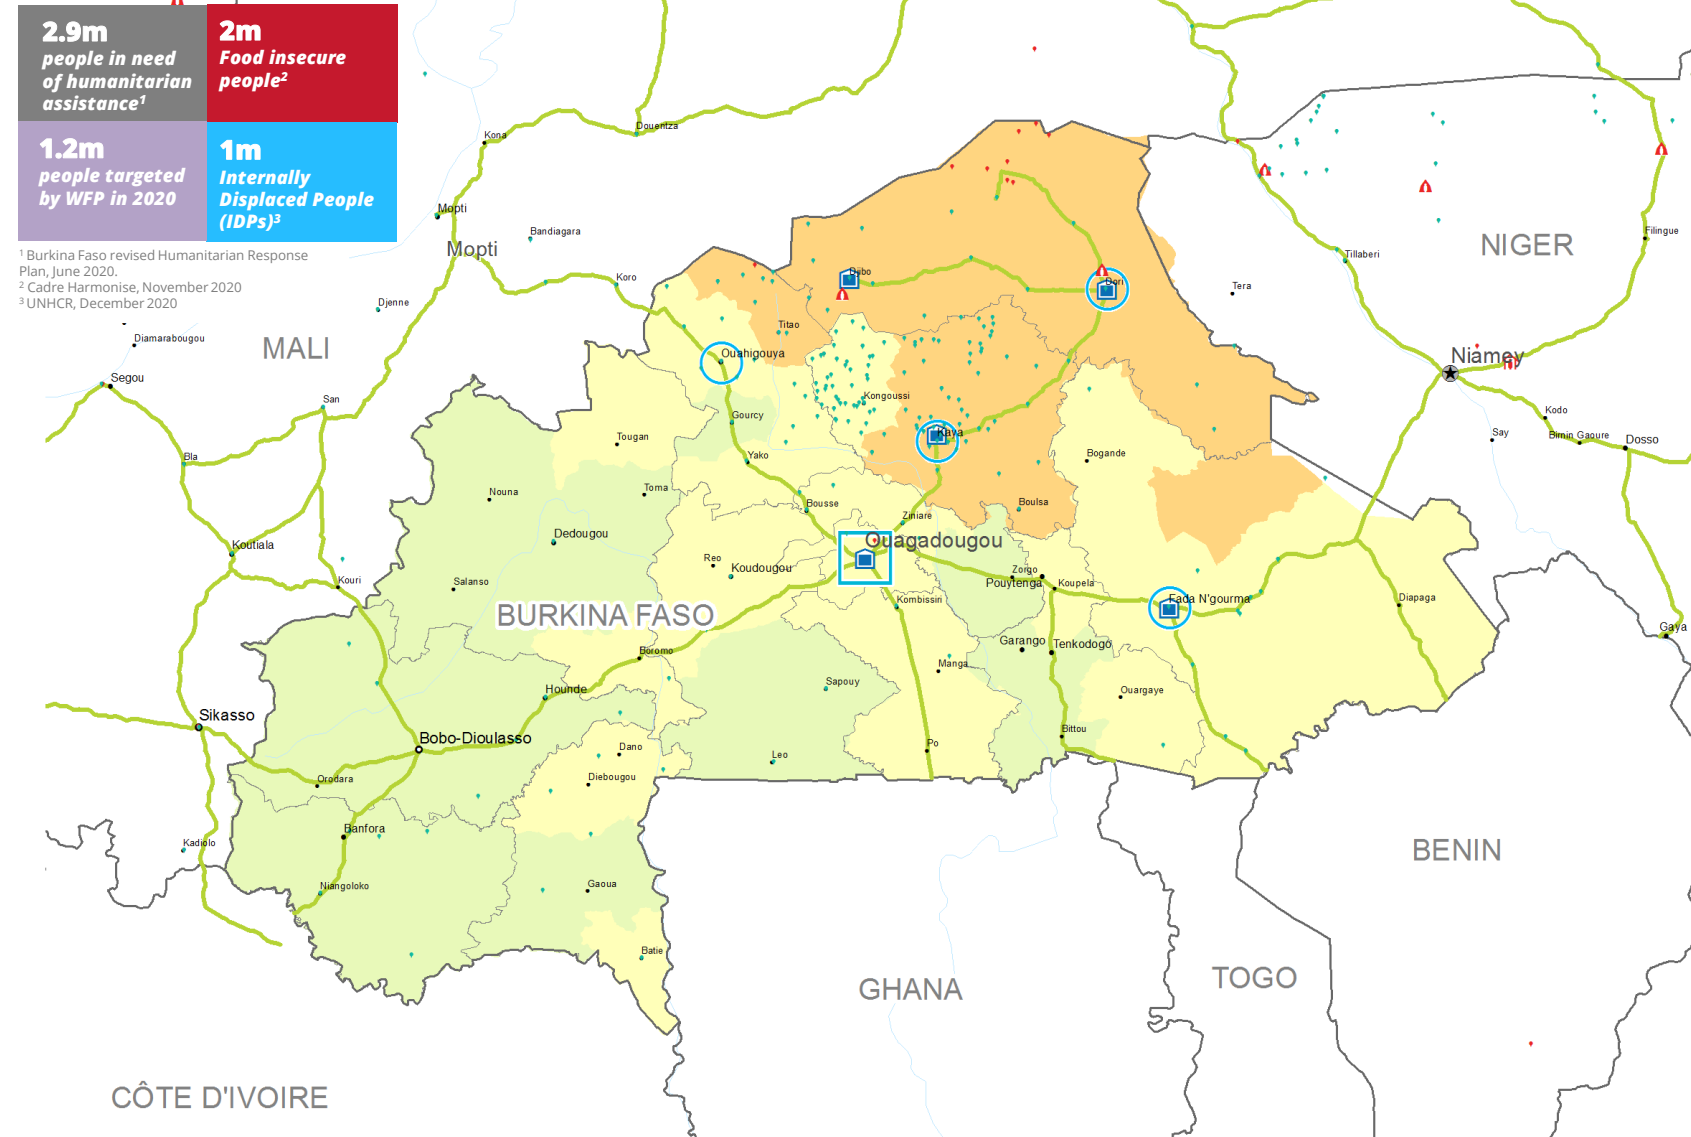 2.9m
people in need
of humanitarian
assistance¹
2m
Food insecure
people²
1.2m
people targeted
by WFP in 2020
1m
Internally
Displaced People
(IDPs)³
¹ Burkina Faso revised Humanitarian Response
Plan, June 2020.
² Cadre Harmonise, November 2020
³ UNHCR, December 2020
Kona
Douentza
Mopti
Bandiagara
Mopti
Koro
Djenne
Diamarabougou
MALI
Segou
San
Bla
Koutiala
Kouri
Sikasso
Kadiolo
NIGER
Filingue
Tillaberi
Tera
Niamey
Kodo
Say
Birnin Gaoure
Dosso
Gaya
Djibo
Dori
Titao
Ouahigouya
Kongoussi
Gourcy
Kaya
Tougan
Yako
Bogande
Nouna
Toma
Bousse
Boulsa
Ziniare
Dedougou
Ouagadougou
Reo
Koudougou
Zorgo
Pouytenga
Koupela
Salanso
Kombissiri
Fada N'gourma
Diapaga
BURKINA FASO
Garango
Tenkodogo
Boromo
Manga
Hounde
Sapouy
Ouargaye
Bobo-Dioulasso
Bittou
Po
Dano
Leo
Orodara
Diebougou
Banfora
Niangoloko
Gaoua
Batie
BENIN
GHANA
TOGO
CÔTE D'IVOIRE